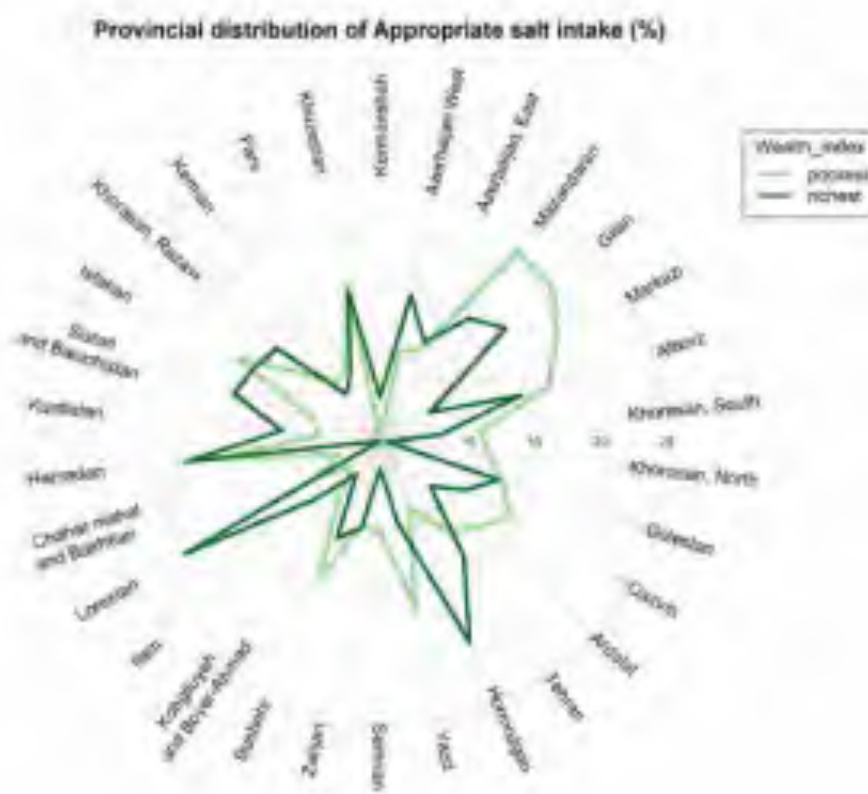 Provincial distribution of Appropriate salt intake (%)
Wealth_index
poorest
richest
Kermanshah
Azerbaijan West
Azerbaijan, East
Mazandaran
Gilan
Markazi
Alborz
Khorasan, South
Khorasan, North
Golestan
Qazvin
Ardabil
Tehran
Hormozgan
Yazd
Semnan
Zanjan
Bushehr
Kohgiluyeh
and Boyer-Ahmad
Ilam
Lorestan
Chahar mahal
and Bakhtiari
Hamadan
Kurdistan
Sistan
and Baluchistan
Isfahan
Khorasan, Razavi
Kerman
Fars
Khuzestan
10
15
20
25